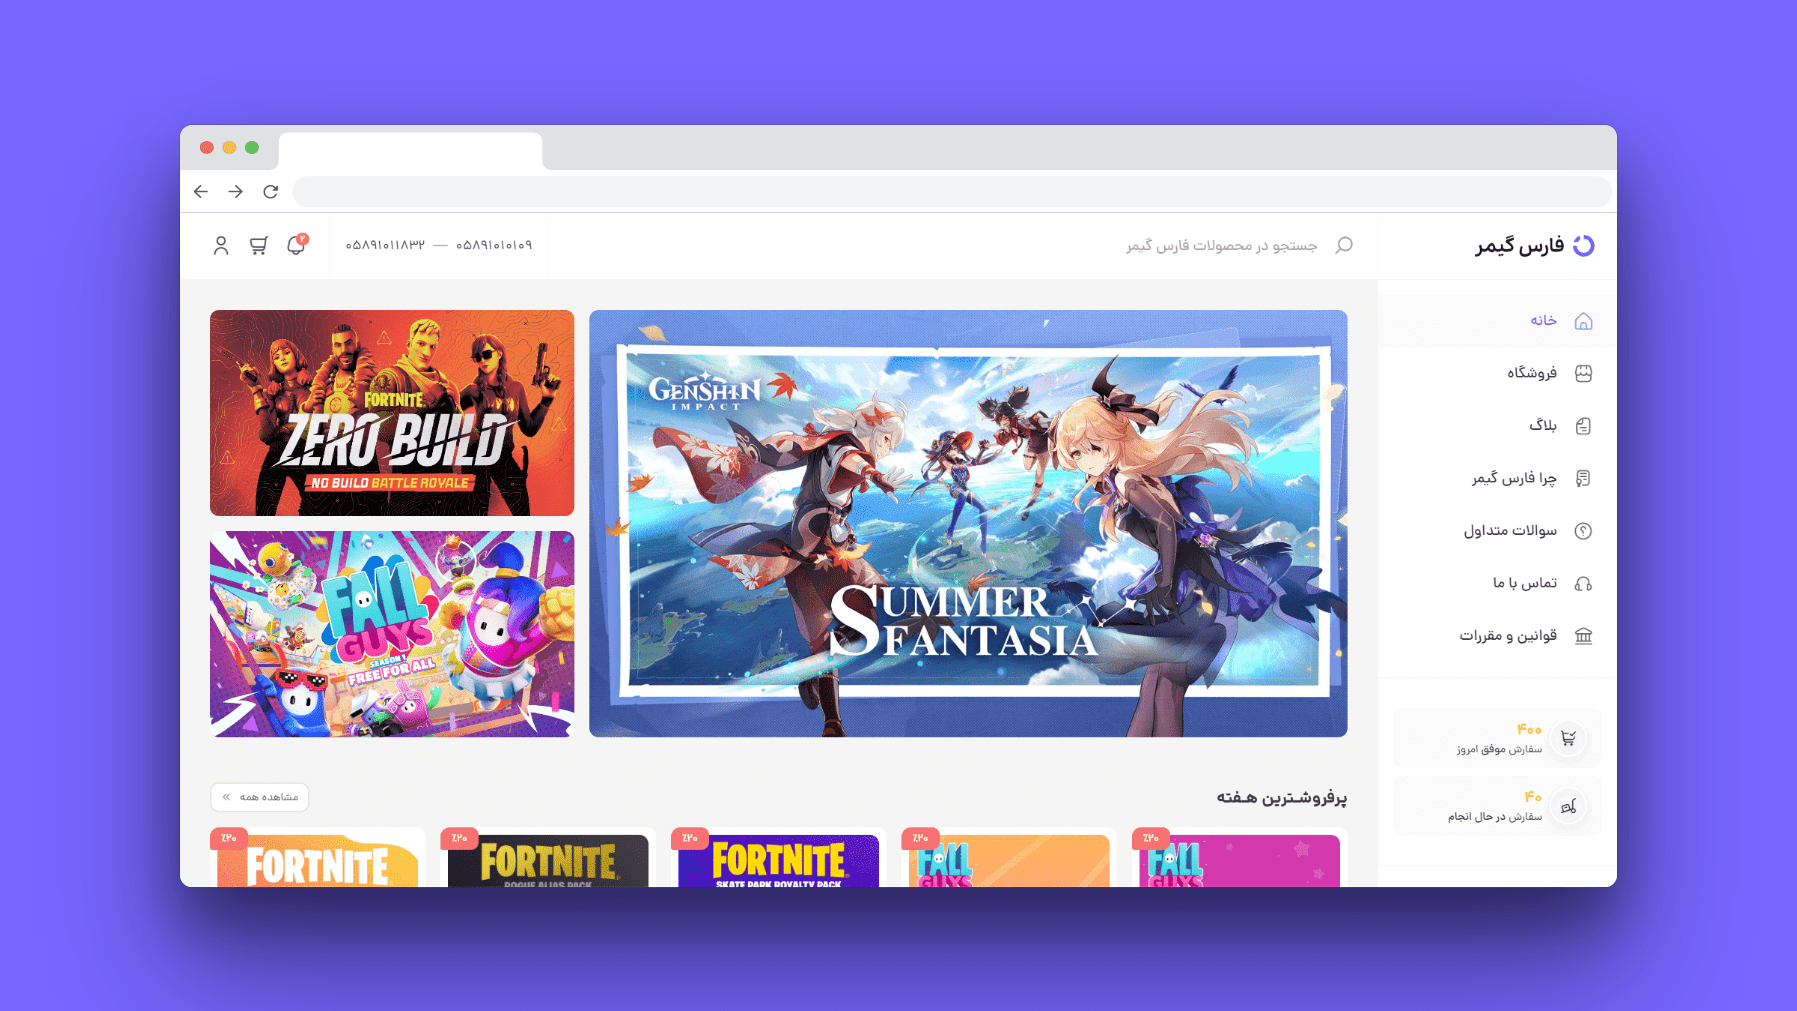 فارس گیمر
جستجو در محصولات فارس گیمر
۰۵۸۹۱۰۱۰۱۰۹ — ۰۵۸۹۱۰۱۱۸۳۲
۲
خانه
فروشگاه
بلاگ
چرا فارس گیمر
سوالات متداول
تماس با ما
قوانین و مقررات
۴۰۰
سفارش موفق امروز
۴۰
سفارش در حال انجام
GENSHIN
IMPACT
SUMMER
FANTASIA
FORTNITE
ZERO BUILD
NO BUILD BATTLE ROYALE
FALL
GUYS
SEASON 1
FREE FOR ALL
پرفروشترین هفته
مشاهده همه »
٪۲۰
FALL
GUYS
٪۲۰
FALL
GUYS
٪۲۰
FORTNITE
SKATE PARK ROYALTY PACK
٪۲۰
FORTNITE
ROGUE ALIAS PACK
٪۲۰
FORTNITE